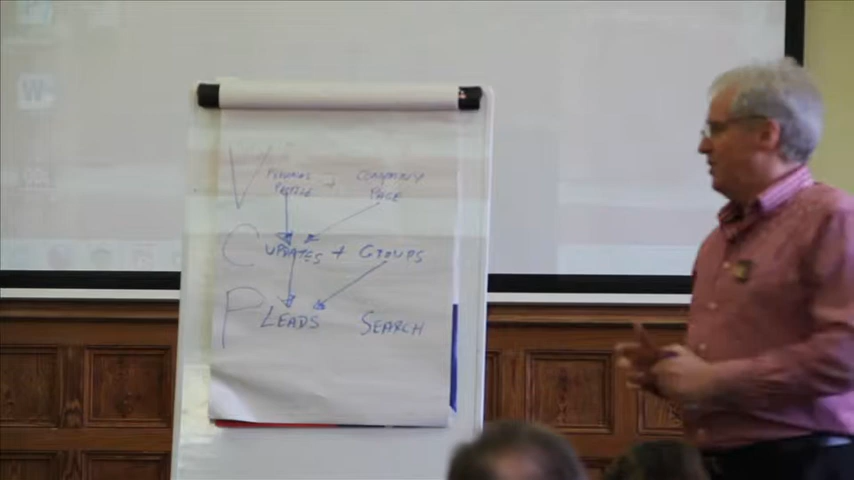 V PERSONAL PROFILE + COMPANY PAGE
C UPDATES + GROUPS
P LEADS SEARCH
W